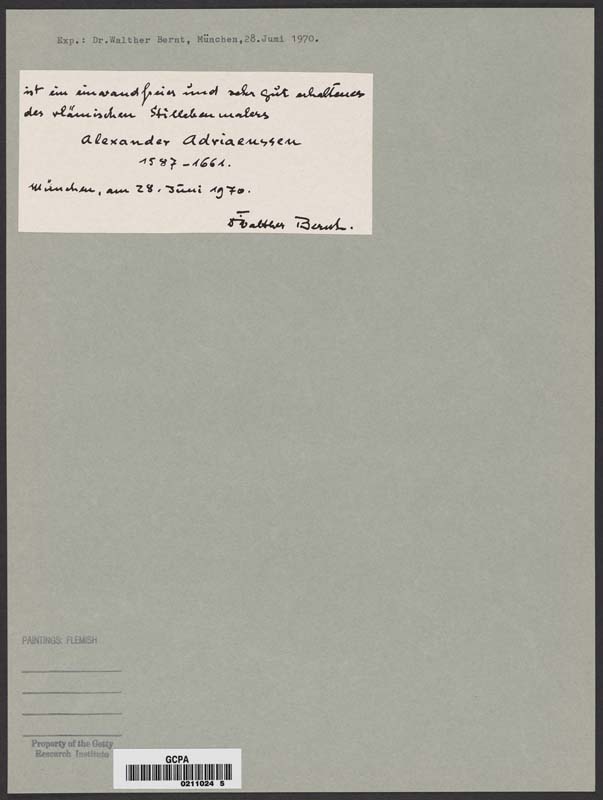 Exp.: Dr.Walther Bernt, München,28.Juni 1970.
ist ein einwandfreier und sehr gut erhaltenes
des vlämischen Stillebenmalers
Alexander Adriaenssen
1587-1661.
München, am 28. Juni 1970.
Dr Walther Bernt.
PAINTINGS: FLEMISH
Property of the Getty
Research Institute
GCPA
0211024 5